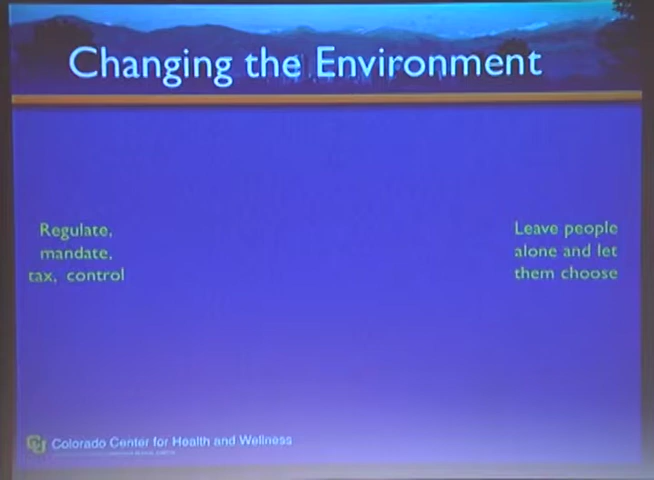 Changing the Environment
Regulate,
mandate,
tax, control
Leave people
alone and let
them choose
Colorado Center for Health and Wellness